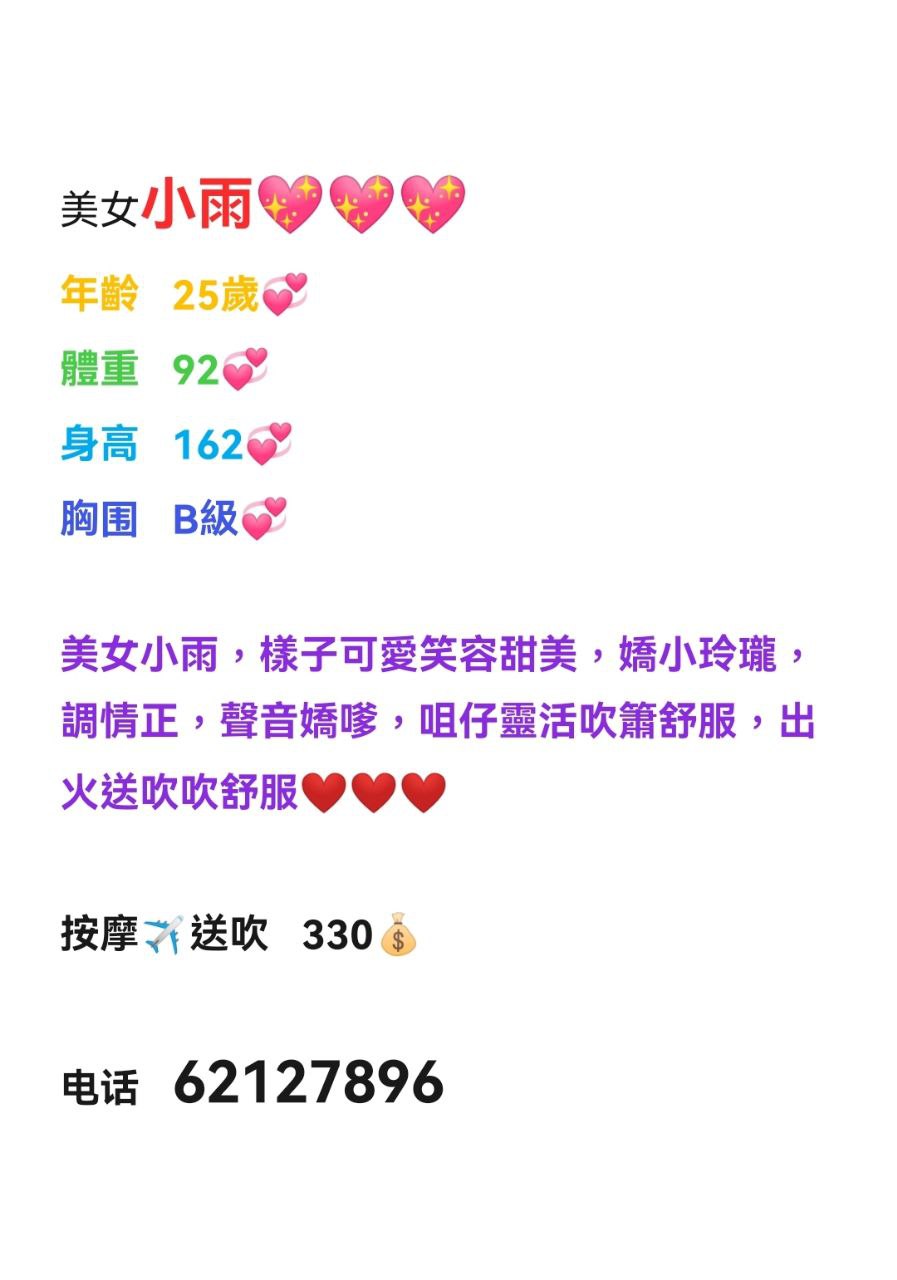 美女小雨💖💖💖
年齡 25歲💞
體重 92💞
身高 162💞
胸围 B級💞
美女小雨，樣子可愛笑容甜美，嬌小玲瓏，
調情正，聲音嬌嗲，咀仔靈活吹簫舒服，出
火送吹吹舒服❤️❤️❤️
按摩✈️送吹 330💰
电话 62127896